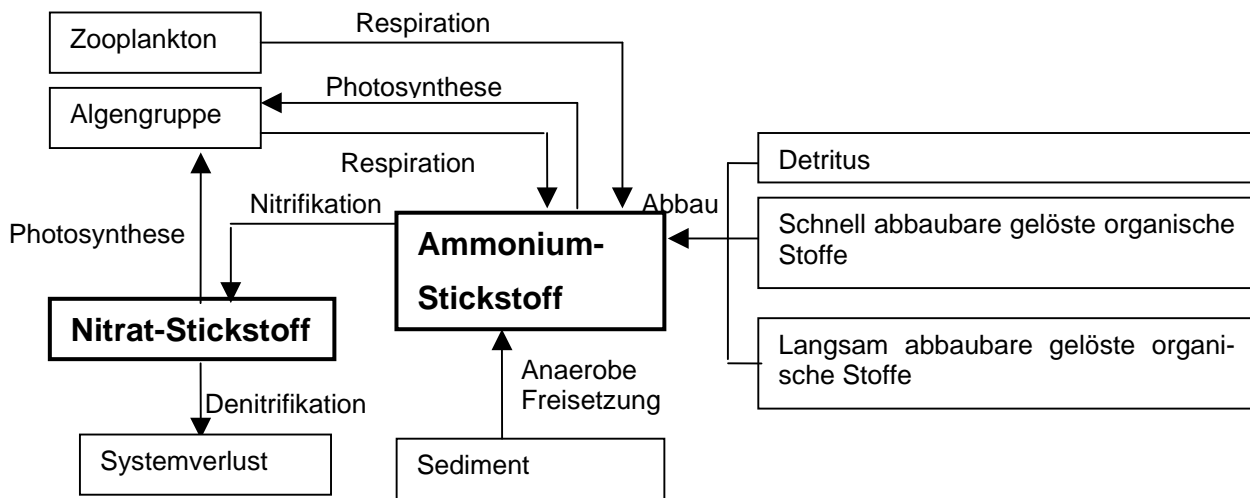 Zooplankton
Respiration
Photosynthese
Algengruppe
Respiration
Detritus
Nitrifikation
Abbau
Photosynthese
Ammonium-
Stickstoff
Schnell abbaubare gelöste organische
Stoffe
Nitrat-Stickstoff
Langsam abbaubare gelöste organi-
sche Stoffe
Anaerobe
Freisetzung
Denitrifikation
Systemverlust
Sediment